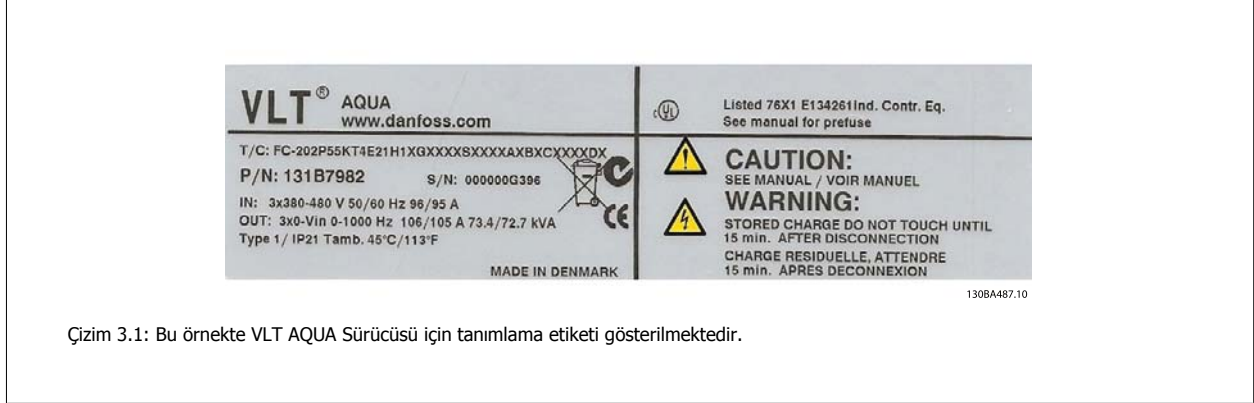 VLT® AQUA
www.danfoss.com
T/C: FC-202P55KT4E21H1XGXXXXSXXXXAXBXCXXXXDX
P/N: 131B7982 S/N: 000000G396
IN: 3x380-480 V 50/60 Hz 96/95 A
OUT: 3x0-Vin 0-1000 Hz 106/105 A 73.4/72.7 kVA
Type 1/ IP21 Tamb. 45°C/113°F
MADE IN DENMARK
c UL
Listed 76X1 E134261Ind. Contr. Eq.
See manual for prefuse
CAUTION:
SEE MANUAL / VOIR MANUEL
WARNING:
STORED CHARGE DO NOT TOUCH UNTIL
15 min. AFTER DISCONNECTION
CHARGE RESIDUELLE, ATTENDRE
15 min. APRES DECONNEXION
CE
130BA487.10
Çizim 3.1: Bu örnekte VLT AQUA Sürücüsü için tanımlama etiketi gösterilmektedir.